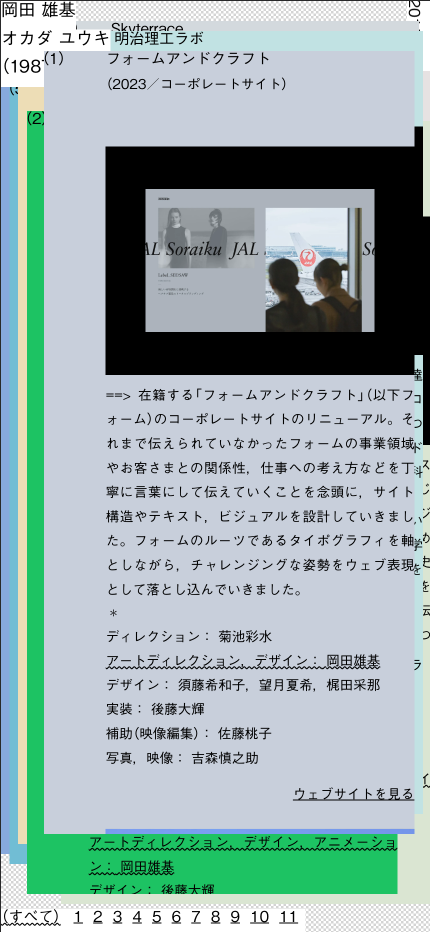 岡田 雄基
Skyterrace
20
オカダ ユウキ 明治理工ラボ
(198
(1)
フォームアンドクラフト
(2023／コーポレートサイト)
(2)
AL Soraiku JAL
So
==> 在籍する「フォームアンドクラフト」(以下フ
ォーム)のコーポレートサイトのリニューアル。そ
れまで伝えられていなかったフォームの事業領域
やお客さまとの関係性，仕事への考え方などを丁
寧に言葉にして伝えていくことを念頭に，サイト
構造やテキスト，ビジュアルを設計していきまし
た。フォームのルーツであるタイポグラフィを軸
としながら，チャレンジングな姿勢をウェブ表現
として落とし込んでいきました。
＊
ディレクション： 菊池彩水
アートディレクション，デザイン： 岡田雄基
デザイン： 須藤希和子，望月夏希，梶田采那
実装： 後藤大輝
補助(映像編集)： 佐藤桃子
写真，映像： 吉森慎之助
ウェブサイトを見る
アートディレクション，デザイン，アニメーショ
ン： 岡田雄基
デザイン： 後藤大輝
(すべて) 1 2 3 4 5 6 7 8 9 10 11